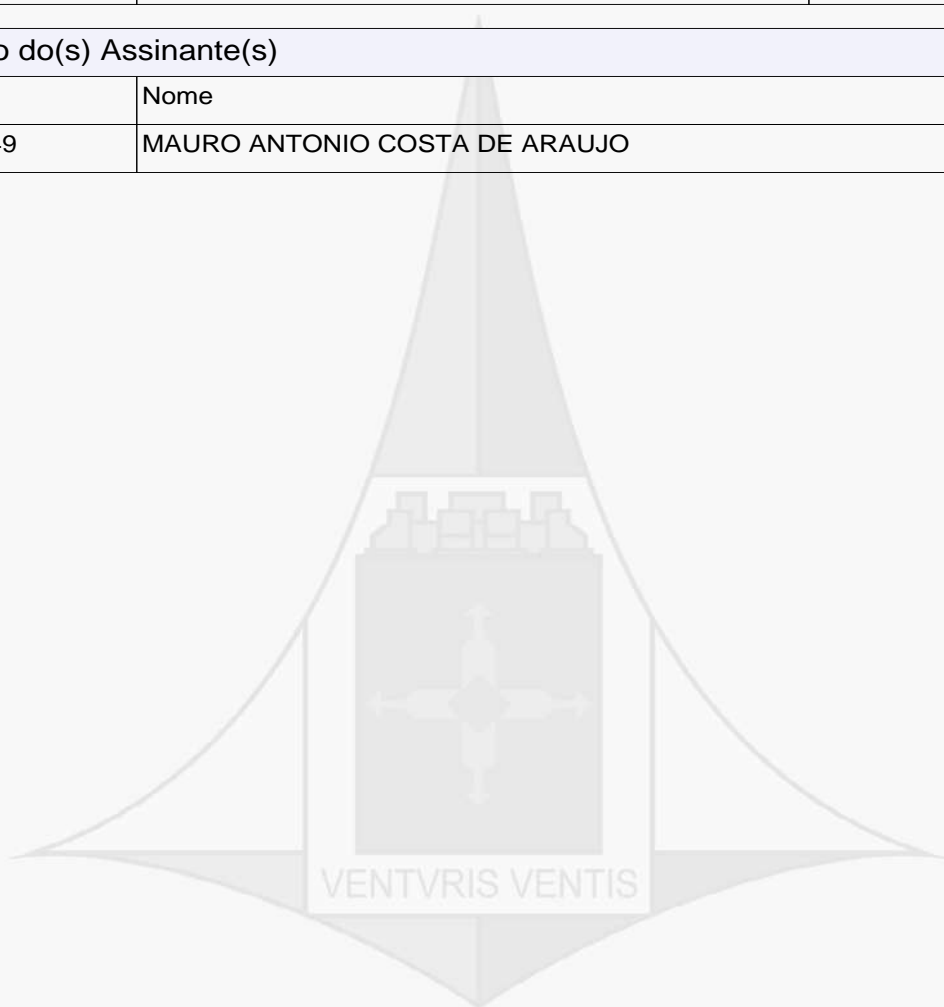 o do(s) Assinante(s)
Nome
-9 MAURO ANTONIO COSTA DE ARAUJO
VENTVRIS VENTIS